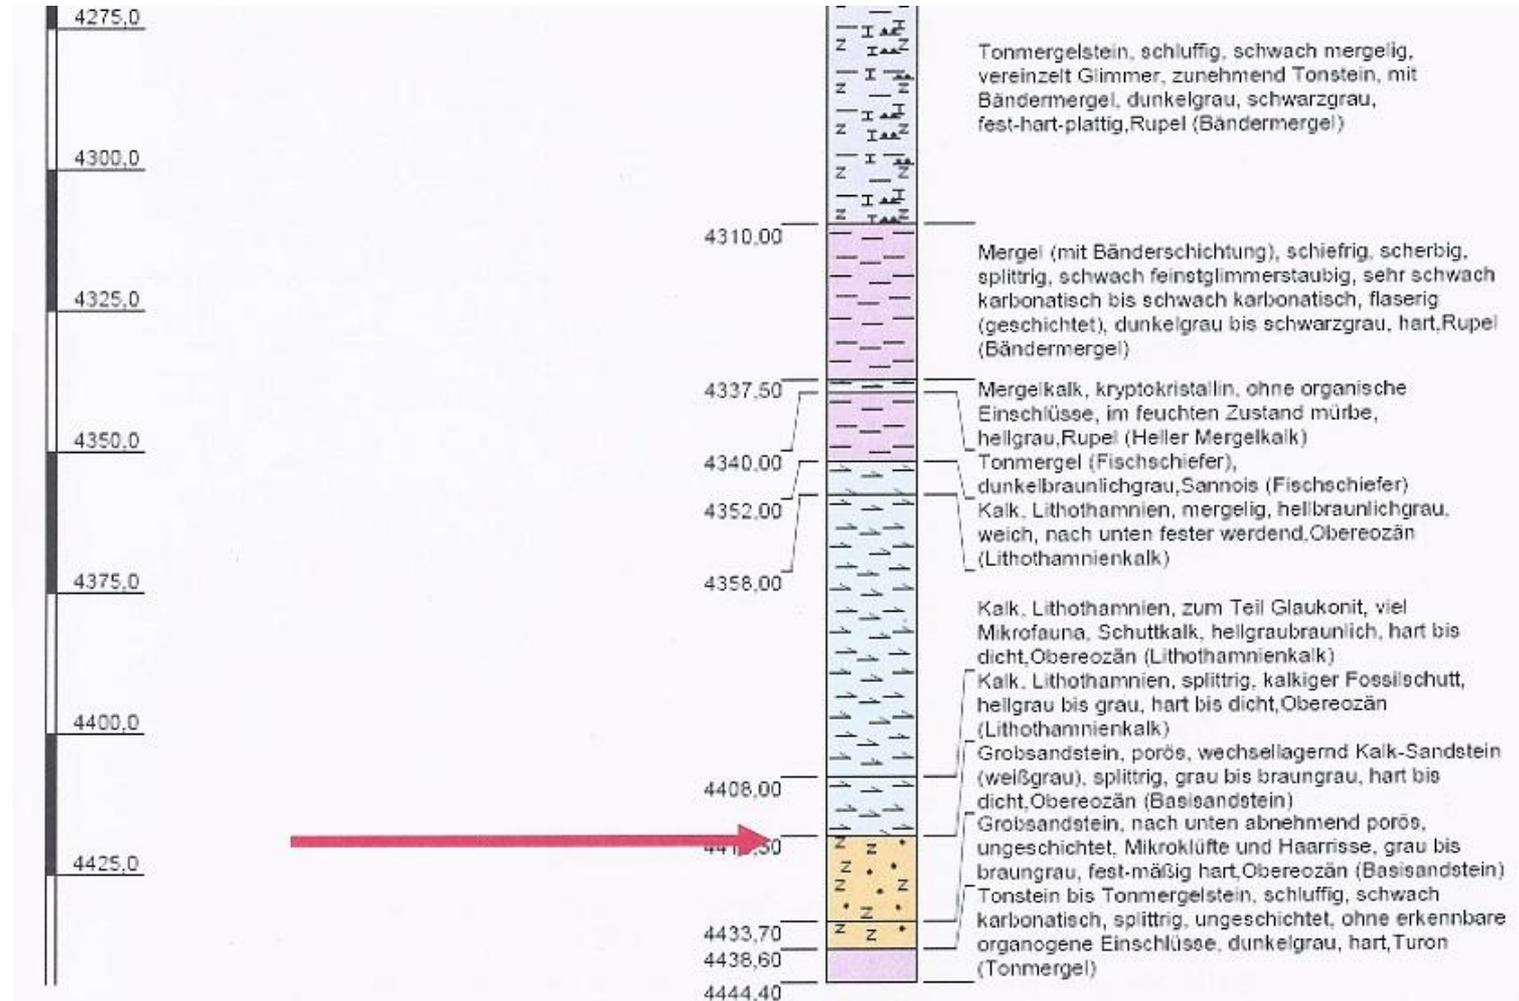 4275,0
4300,0
4325,0
4350,0
4375,0
4400,0
4425,0
4310,00
4337,50
4340,00
4352,00
4358,00
4408,00
4433,70
4438,60
4444,40
Tonmergelstein, schluffig, schwach mergelig,
vereinzelt Glimmer, zunehmend Tonstein, mit
Bändermergel, dunkelgrau, schwarzgrau,
fest-hart-plattig,Rupel (Bändermergel)
Mergel (mit Bänderschichtung), schiefrig, scherbig,
splittrig, schwach feinstglimmerstaubig, sehr schwach
karbonatisch bis schwach karbonatisch, flaserig
(geschichtet), dunkelgrau bis schwarzgrau, hart,Rupel
(Bändermergel)
Mergelkalk, kryptokristallin, ohne organische
Einschlüsse, im feuchten Zustand mürbe,
hellgrau,Rupel (Heller Mergelkalk)
Tonmergel (Fischschiefer),
dunkelbraunlichgrau,Sannois (Fischschiefer)
Kalk, Lithothamnien, mergelig, hellbraunlichgrau,
weich, nach unten fester werdend,Obereozän
(Lithothamnienkalk)
Kalk, Lithothamnien, zum Teil Glaukonit, viel
Mikrofauna, Schuttkalk, hellgraubraunlich, hart bis
dicht,Obereozän (Lithothamnienkalk)
Kalk, Lithothamnien, splittrig, kalkiger Fossilschutt,
hellgrau bis grau, hart bis dicht,Obereozän
(Lithothamnienkalk)
Grobsandstein, porös, wechsellagernd Kalk-Sandstein
(weißgrau), splittrig, grau bis braungrau, hart bis
dicht,Obereozän (Basisandstein)
Grobsandstein, nach unten abnehmend porös,
ungeschichtet, Mikroklüfte und Haarrisse, grau bis
braungrau, fest-mäßig hart,Obereozän (Basisandstein)
Tonstein bis Tonmergelstein, schluffig, schwach
karbonatisch, splittrig, ungeschichtet, ohne erkennbare
organogene Einschlüsse, dunkelgrau, hart,Turon
(Tonmergel)